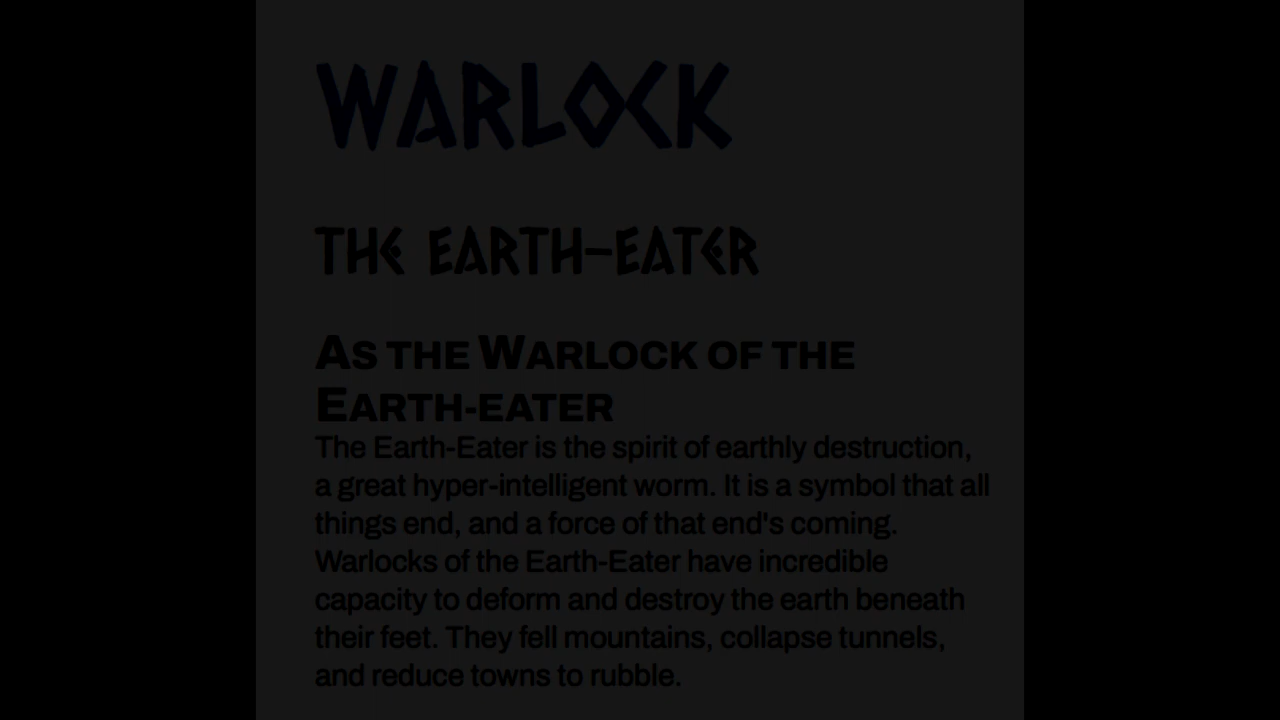 WARLOCK
THE EARTH-EATER
AS THE WARLOCK OF THE
EARTH-EATER
The Earth-Eater is the spirit of earthly destruction,
a great hyper-intelligent worm. It is a symbol that all
things end, and a force of that end's coming.
Warlocks of the Earth-Eater have incredible
capacity to deform and destroy the earth beneath
their feet. They fell mountains, collapse tunnels,
and reduce towns to rubble.